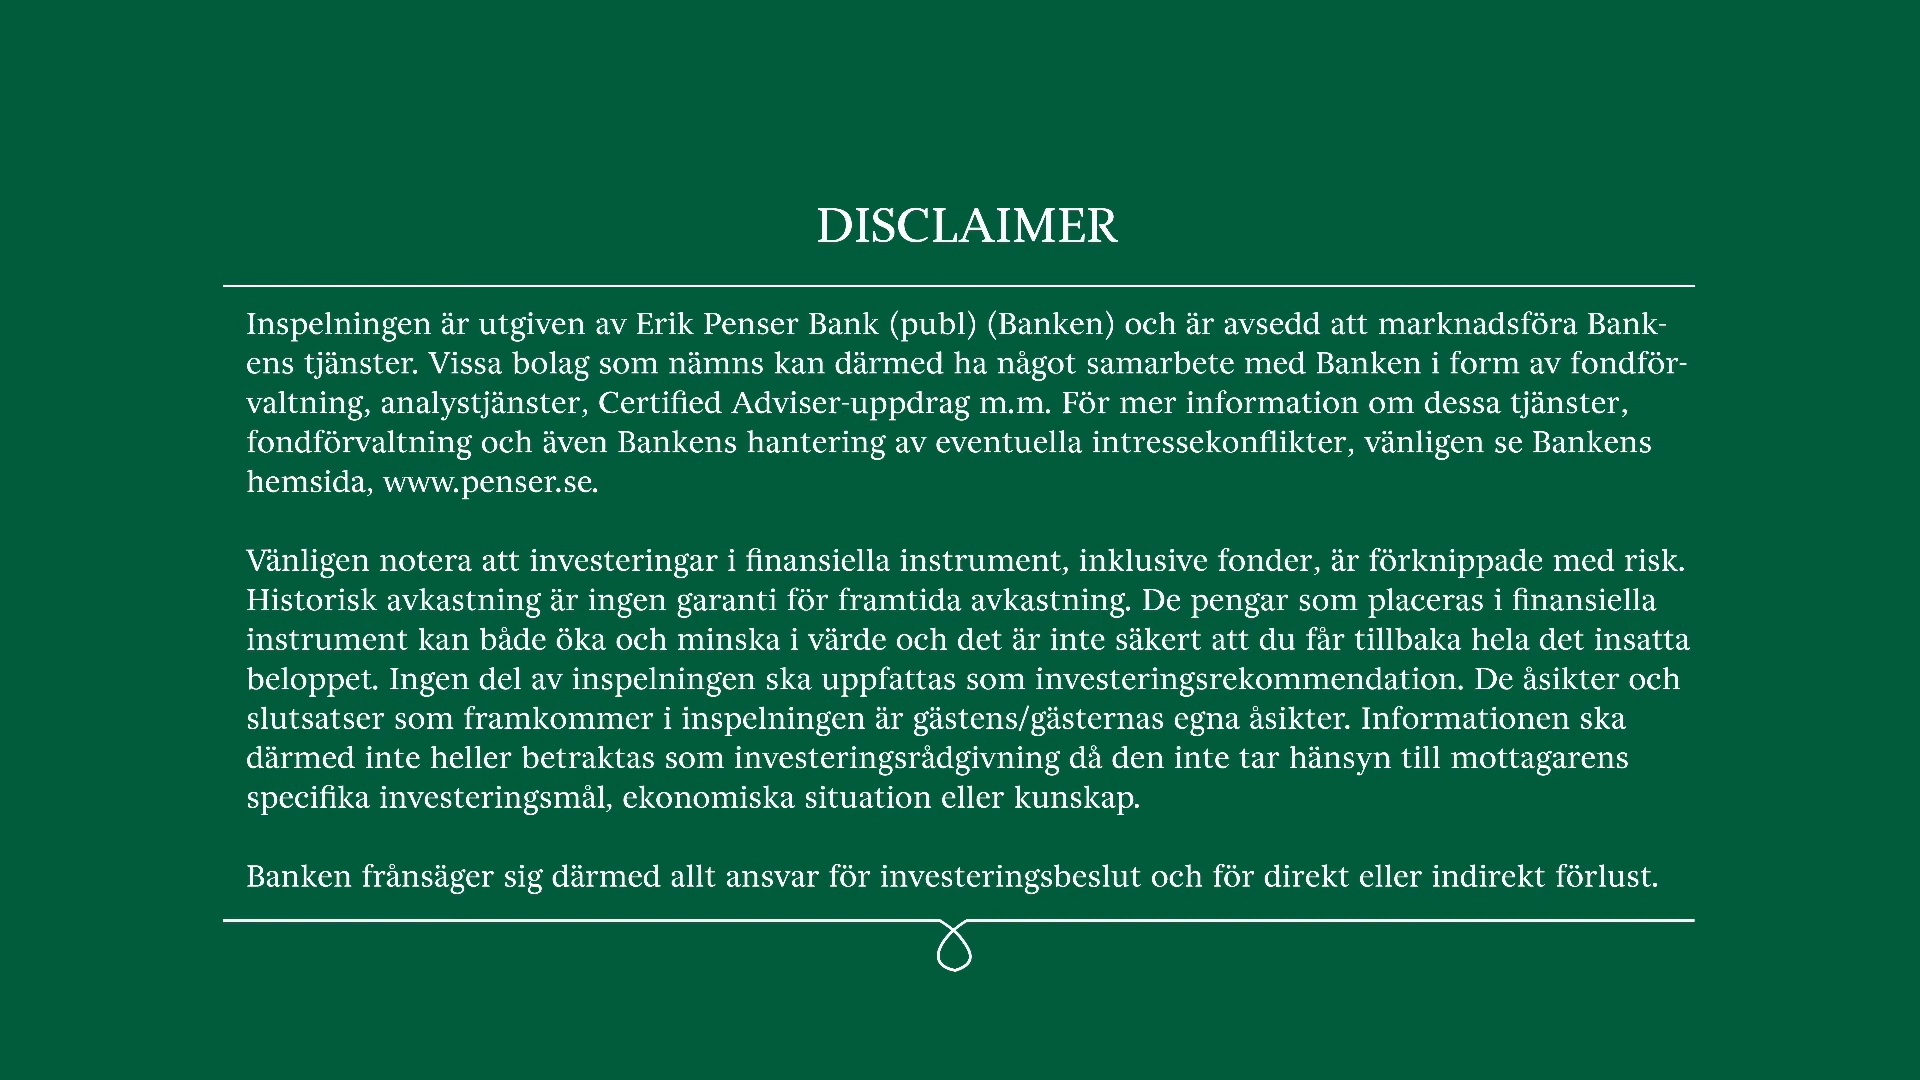 DISCLAIMER
Inspelningen är utgiven av Erik Penser Bank (publ) (Banken) och är avsedd att marknadsföra Bank-
ens tjänster. Vissa bolag som nämns kan därmed ha något samarbete med Banken i form av fondför-
valtning, analystjänster, Certified Adviser-uppdrag m.m. För mer information om dessa tjänster,
fondförvaltning och även Bankens hantering av eventuella intressekonflikter, vänligen se Bankens
hemsida, www.penser.se.
Vänligen notera att investeringar i finansiella instrument, inklusive fonder, är förknippade med risk.
Historisk avkastning är ingen garanti för framtida avkastning. De pengar som placeras i finansiella
instrument kan både öka och minska i värde och det är inte säkert att du får tillbaka hela det insatta
beloppet. Ingen del av inspelningen ska uppfattas som investeringsrekommendation. De åsikter och
slutsatser som framkommer i inspelningen är gästens/gästernas egna åsikter. Informationen ska
därmed inte heller betraktas som investeringsrådgivning då den inte tar hänsyn till mottagarens
specifika investeringsmål, ekonomiska situation eller kunskap.
Banken frånsäger sig därmed allt ansvar för investeringsbeslut och för direkt eller indirekt förlust.